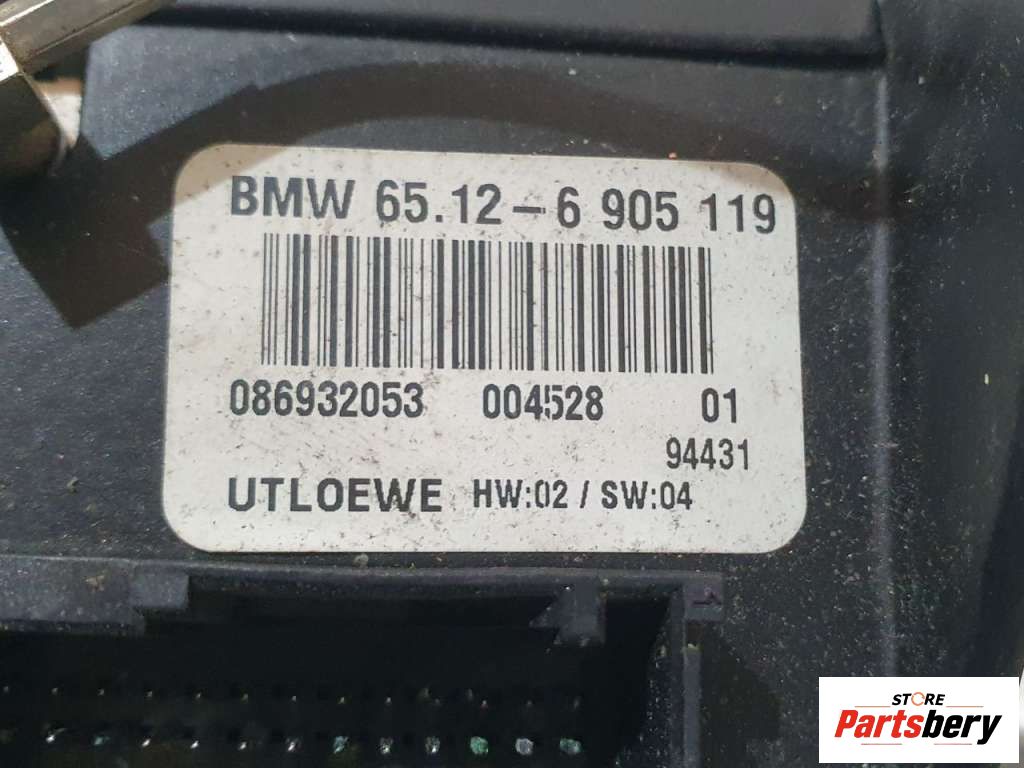 BMW 65.12-6 905 119
086932053 004528 01
94431
UTLOEWE HW:02 / SW:04
STORE
Partsbery